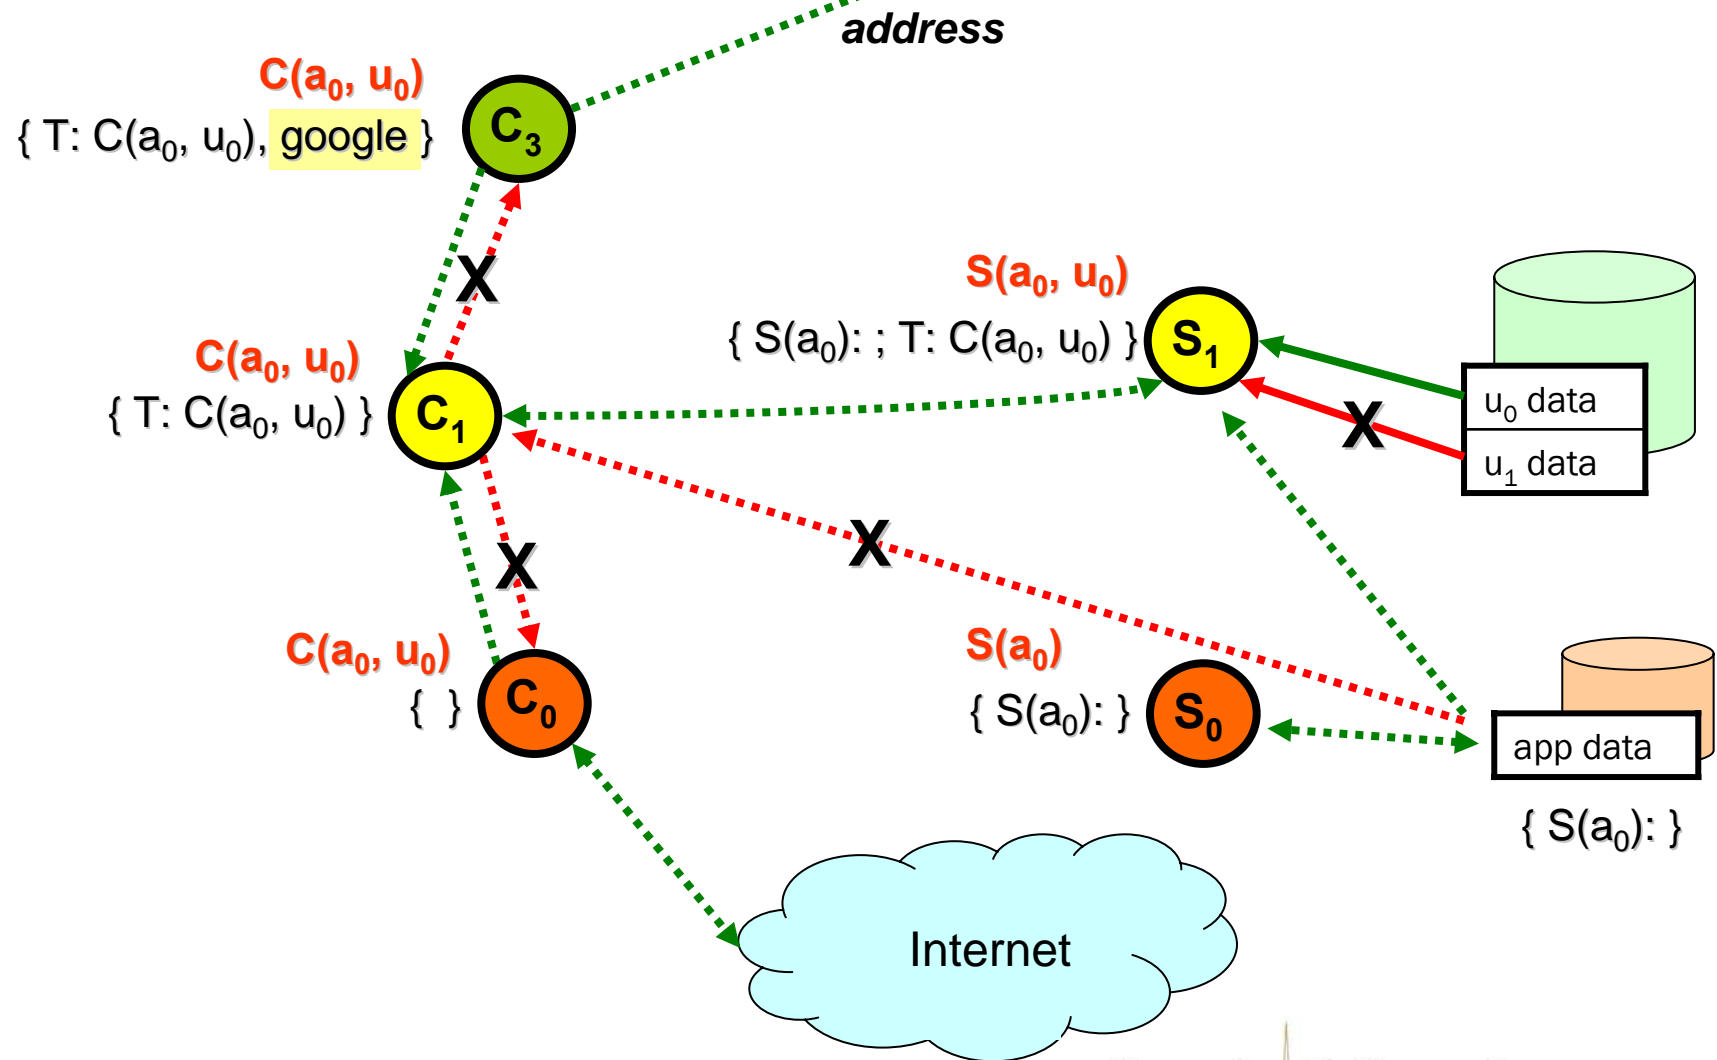 address
C(a₀, u₀)
{ T: C(a₀, u₀), google }
C₃
X
S(a₀, u₀)
{ S(a₀): ; T: C(a₀, u₀) }
S₁
C(a₀, u₀)
{ T: C(a₀, u₀) }
C₁
u₀ data
X
u₁ data
X
X
C(a₀, u₀)
{ }
C₀
S(a₀)
{ S(a₀): }
S₀
app data
{ S(a₀): }
Internet